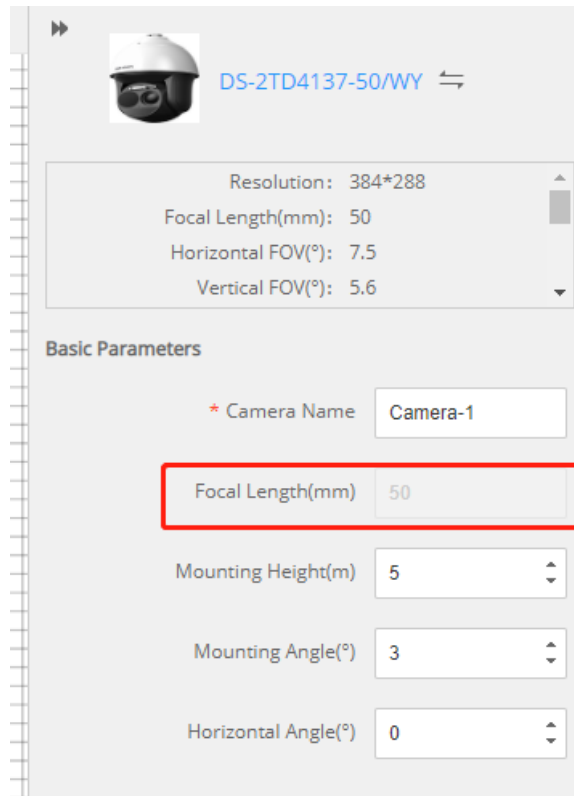 DS-2TD4137-50/WY
Resolution: 384*288
Focal Length(mm): 50
Horizontal FOV(°): 7.5
Vertical FOV(°): 5.6
Basic Parameters
* Camera Name Camera-1
Focal Length(mm) 50
Mounting Height(m) 5
Mounting Angle(°) 3
Horizontal Angle(°) 0